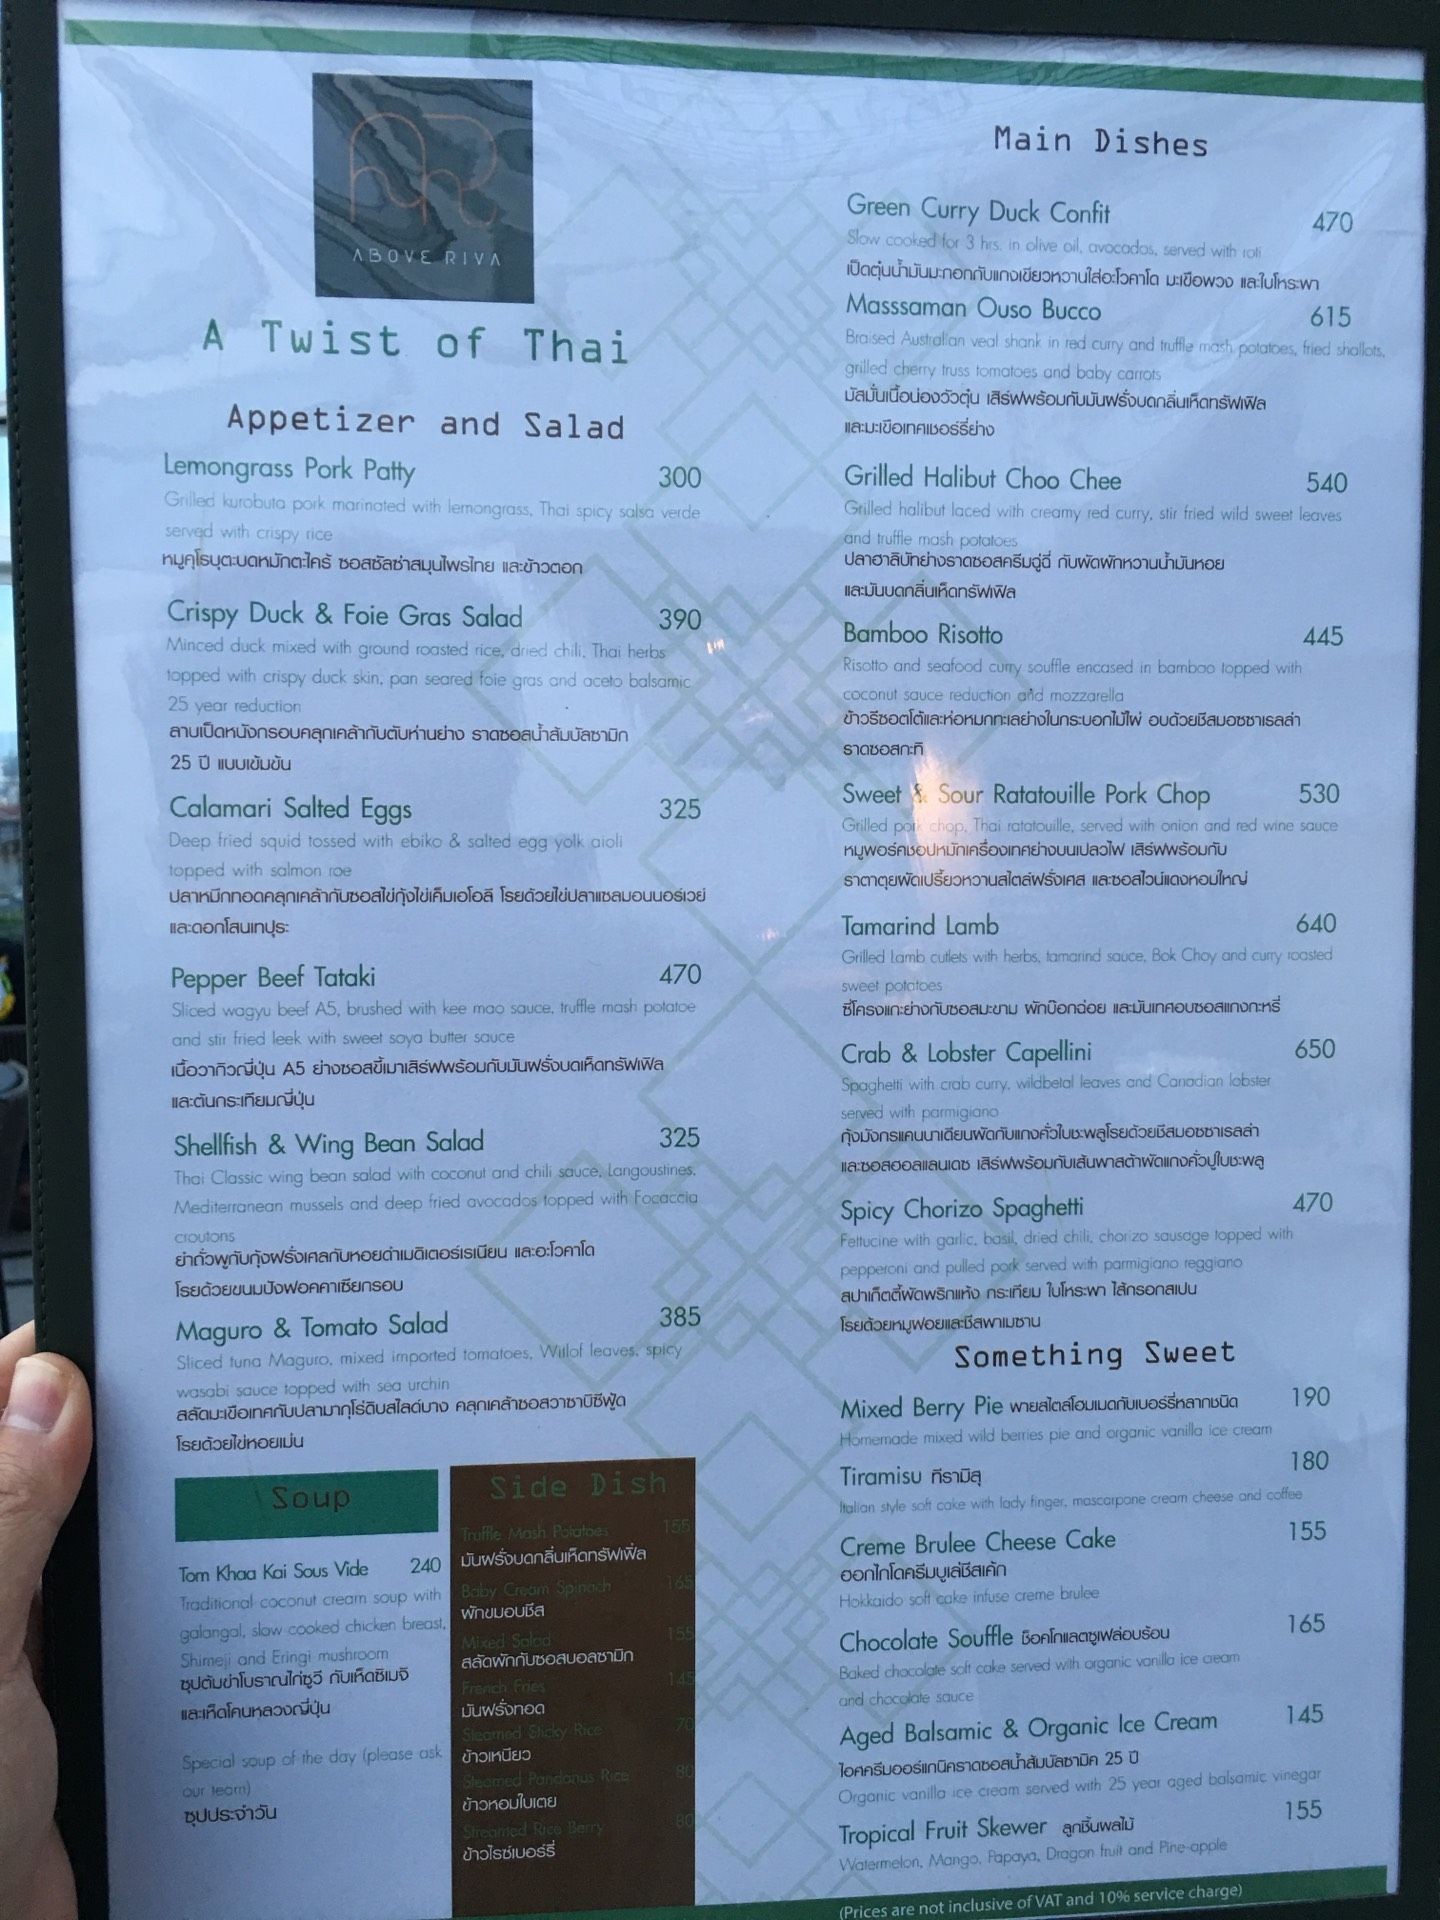 ABOVE RIVA
A Twist of Thai
Appetizer and Salad
Lemongrass Pork Patty 300
Grilled kurobuta pork marinated with lemongrass, Thai spicy salsa verde
served with crispy rice
หมูคุโรบุตะบดหมักตะไคร้ ซอสซัลซ่าสมุนไพรไทย และข้าวตอก
Crispy Duck & Foie Gras Salad 390
Minced duck mixed with ground roasted rice, dried chili, Thai herbs
topped with crispy duck skin, pan seared foie gras and aceto balsamic
25 year reduction
ลาบเป็ดหนังกรอบคลุกเคล้ากับตับห่านย่าง ราดซอสน้ำส้มบัลซามิก
25 ปี แบบเข้มข้น
Calamari Salted Eggs 325
Deep fried squid tossed with ebiko & salted egg yolk aioli
topped with salmon roe
ปลาหมึกทอดคลุกเคล้ากับซอสไข่กุ้งไข่เค็มเอโอลี โรยด้วยไข่ปลาแซลมอนนอร์เวย์
และดอกโสนเทปุระ
Pepper Beef Tataki 470
Sliced wagyu beef A5, brushed with kee mao sauce, truffle mash potatoe
and stir fried leek with sweet soya butter sauce
เนื้อวากิวญี่ปุ่น A5 ย่างซอสขี้เมาเสิร์ฟพร้อมกับมันฝรั่งบดเห็ดทรัฟเฟิล
และต้นกระเทียมญี่ปุ่น
Shellfish & Wing Bean Salad 325
Thai Classic wing bean salad with coconut and chili sauce, Langoustines,
Mediterranean mussels and deep fried avocados topped with Focaccia
croutons
ยำถั่วพูกับกุ้งฝรั่งเศสกับหอยดำเมดิเตอร์เรเนียน และอะโวคาโด
โรยด้วยขนมปังฟอคคาเซียกรอบ
Maguro & Tomato Salad 385
Sliced tuna Maguro, mixed imported tomatoes, Witlof leaves, spicy
wasabi sauce topped with sea urchin
สลัดมะเขือเทศกับปลามากุโร่ดิบสไลด์บาง คลุกเคล้าซอสวาซาบิซีฟู้ด
โรยด้วยไข่หอยเม่น
Soup
Tom Khaa Kai Sous Vide 240
Traditional coconut cream soup with
galangal, slow cooked chicken breast,
Shimeji and Eringi mushroom
ซุปต้มข่าโบราณไก่ซูวี กับเห็ดชิเมจิ
และเห็ดโคนหลวงญี่ปุ่น
Special soup of the day (please ask
our team)
ซุปประจำวัน
Side Dish
Truffle Mash Potatoes 155
มันฝรั่งบดกลิ่นเห็ดทรัฟเฟิ่ล
Baby Cream Spinach 165
ผักขมอบชีส
Mixed Salad 155
สลัดผักกับซอสบอลซามิก
French Fries 145
มันฝรั่งทอด
Steamed Sticky Rice 70
ข้าวเหนียว
Steamed Pandanus Rice 80
ข้าวหอมใบเตย
Streamed Rice Berry 80
ข้าวไรซ์เบอร์รี่
Main Dishes
Green Curry Duck Confit 470
Slow cooked for 3 hrs. in olive oil, avocados, served with roti
เป็ดตุ๋นน้ำมันมะกอกกับแกงเขียวหวานใส่อะโวคาโด มะเขือพวง และใบโหระพา
Masssaman Ouso Bucco 615
Braised Australian veal shank in red curry and truffle mash potatoes, fried shallots,
grilled cherry truss tomatoes and baby carrots
มัสมั่นเนื้อน่องวัวตุ๋น เสิร์ฟพร้อมกับมันฝรั่งบดกลิ่นเห็ดทรัฟเฟิล
และมะเขือเทศเชอร์รี่ย่าง
Grilled Halibut Choo Chee 540
Grilled halibut laced with creamy red curry, stir fried wild sweet leaves
and truffle mash potatoes
ปลาฮาลิบัทย่างราดซอสครีมฉู่ฉี่ กับผัดผักหวานน้ำมันหอย
และมันบดกลิ่นเห็ดทรัฟเฟิล
Bamboo Risotto 445
Risotto and seafood curry souffle encased in bamboo topped with
coconut sauce reduction and mozzarella
ข้าวรีซอตโต้และห่อหมกทะเลย่างในกระบอกไม้ไผ่ อบด้วยชีสมอซซาเรลล่า
ราดซอสกะทิ
Sweet & Sour Ratatouille Pork Chop 530
Grilled pork chop, Thai ratatouille, served with onion and red wine sauce
หมูพอร์คชอปหมักเครื่องเทศย่างบนเปลวไฟ เสิร์ฟพร้อมกับ
ราตาตุยผัดเปรี้ยวหวานสไตล์ฝรั่งเศส และซอสไวน์แดงหอมใหญ่
Tamarind Lamb 640
Grilled Lamb cutlets with herbs, tamarind sauce, Bok Choy and curry roasted
sweet potatoes
ซี่โครงแกะย่างกับซอสมะขาม ผักบ๊อกฉ่อย และมันเทศอบซอสแกงกะหรี่
Crab & Lobster Capellini 650
Spaghetti with crab curry, wildbetal leaves and Canadian lobster
served with parmigiano
กุ้งมังกรแคนนาเดียนผัดกับแกงคั่วใบชะพลูโรยด้วยชีสมอซซาเรลล่า
และซอสฮอลแลนเดซ เสิร์ฟพร้อมกับเส้นพาสต้าผัดแกงคั่วปูใบชะพลู
Spicy Chorizo Spaghetti 470
Fettucine with garlic, basil, dried chili, chorizo sausage topped with
pepperoni and pulled pork served with parmigiano reggiano
สปาเก็ตตี้ผัดพริกแห้ง กระเทียม ใบโหระพา ไส้กรอกสเปน
โรยด้วยหมูฝอยและชีสพาเมซาน
Something Sweet
Mixed Berry Pie พายสไตล์โฮมเมดกับเบอร์รี่หลากชนิด 190
Homemade mixed wild berries pie and organic vanilla ice cream
Tiramisu ทีรามิสุ 180
Italian style soft cake with lady finger, mascarpone cream cheese and coffee
Creme Brulee Cheese Cake 155
ฮอกไกโดครีมบูเล่ชีสเค้ก
Hokkaido soft cake infuse creme brulee
Chocolate Souffle ช็อคโกแลตซูเฟล่อบร้อน 165
Baked chocolate soft cake served with organic vanilla ice cream
and chocolate sauce
Aged Balsamic & Organic Ice Cream 145
ไอศครีมออร์แกนิคราดซอสน้ำส้มบัลซามิค 25 ปี
Organic vanilla ice cream served with 25 year aged balsamic vinegar
Tropical Fruit Skewer ลูกชิ้นผลไม้ 155
Watermelon, Mango, Papaya, Dragon fruit and Pine-apple
(Prices are not inclusive of VAT and 10% service charge)